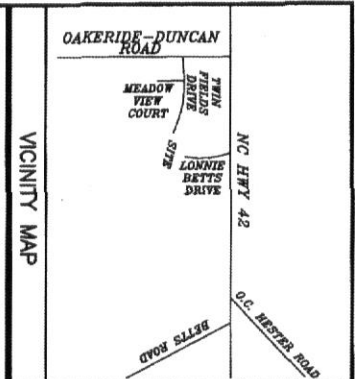 OAKERIDE-DUNCAN
ROAD
MEADOW
VIEW
COURT
TWIN
FIELDS
DRIVE
SITE
LONNIE
BETTS
DRIVE
NC HWY 42
O.C. HESTER ROAD
BETTS ROAD
VICINITY MAP